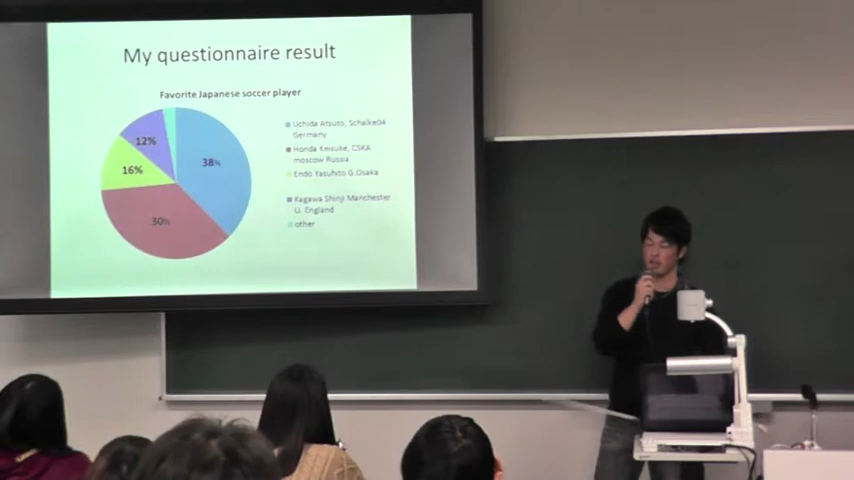 My questionnaire result
Favorite Japanese soccer player
12%
38%
16%
30%
Uchida Atsuto, Schalke04
Germany
Honda Keisuke, CSKA
moscow Russa
Endo Yasuhito G.Osaka
Kagawa Shinji Manchester
U. England
other